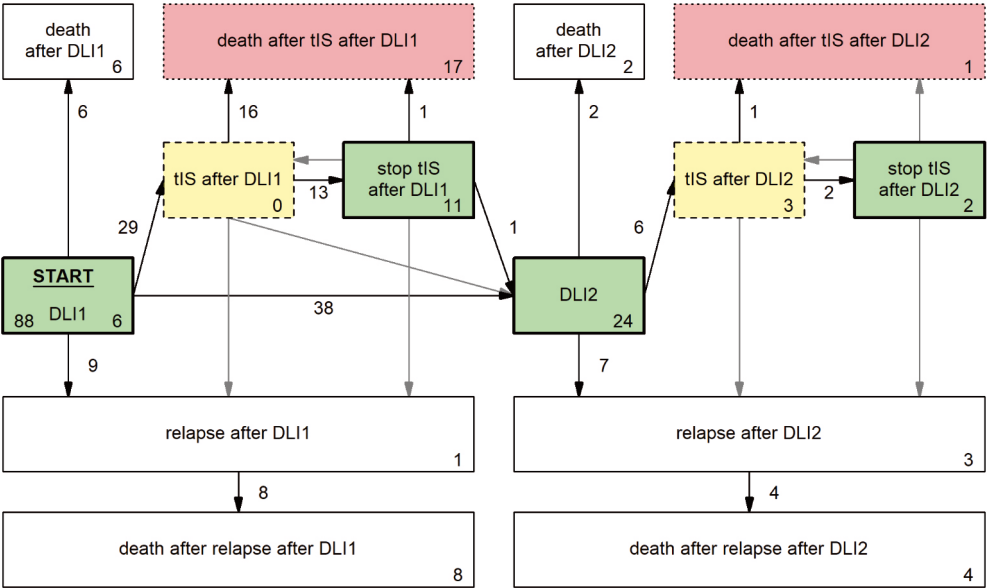 death
after DLI1
6
death after tIS after DLI1
17
death
after DLI2
2
death after tIS after DLI2
1
6
16
1
2
1
tIS after DLI1
0
13
stop tIS
after DLI1
11
tIS after DLI2
3
2
stop tIS
after DLI2
2
29
1
6
START
88 DLI1 6
38
DLI2
24
9
7
relapse after DLI1
1
relapse after DLI2
3
8
4
death after relapse after DLI1
8
death after relapse after DLI2
4